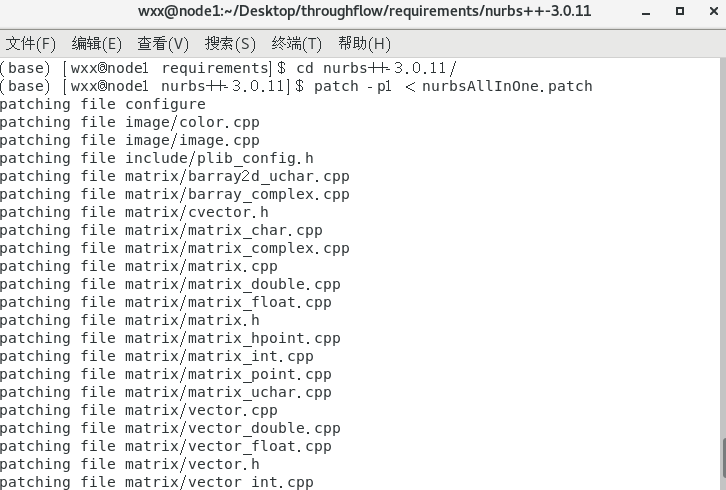 wxx@node1:~/Desktop/throughflow/requirements/nurbs++-3.0.11
文件(F) 编辑(E) 查看(V) 搜索(S) 终端(T) 帮助(H)
(base) [wxx@node1 requirements]$ cd nurbs++-3.0.11/
(base) [wxx@node1 nurbs++-3.0.11]$ patch -p1 < nurbsAllInOne.patch
patching file configure
patching file image/color.cpp
patching file image/image.cpp
patching file include/plib_config.h
patching file matrix/barray2d_uchar.cpp
patching file matrix/barray_complex.cpp
patching file matrix/cvector.h
patching file matrix/matrix_char.cpp
patching file matrix/matrix_complex.cpp
patching file matrix/matrix.cpp
patching file matrix/matrix_double.cpp
patching file matrix/matrix_float.cpp
patching file matrix/matrix.h
patching file matrix/matrix_hpoint.cpp
patching file matrix/matrix_int.cpp
patching file matrix/matrix_point.cpp
patching file matrix/matrix_uchar.cpp
patching file matrix/vector.cpp
patching file matrix/vector_double.cpp
patching file matrix/vector_float.cpp
patching file matrix/vector.h
patching file matrix/vector_int.cpp